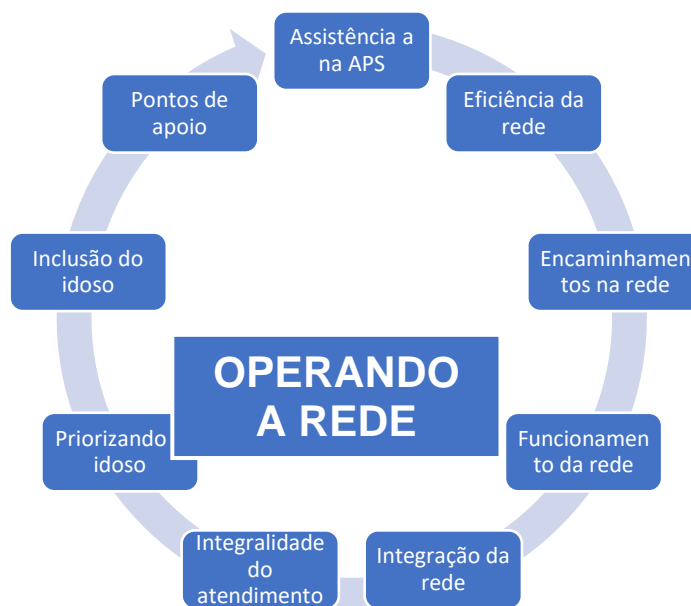 Assistência a
na APS
Eficiência da
rede
Encaminhamen
tos na rede
Funcionamen
to da rede
Integração da
rede
Integralidade
do
atendimento
Priorizando
idoso
Inclusão do
idoso
Pontos de
apoio
OPERANDO
A REDE